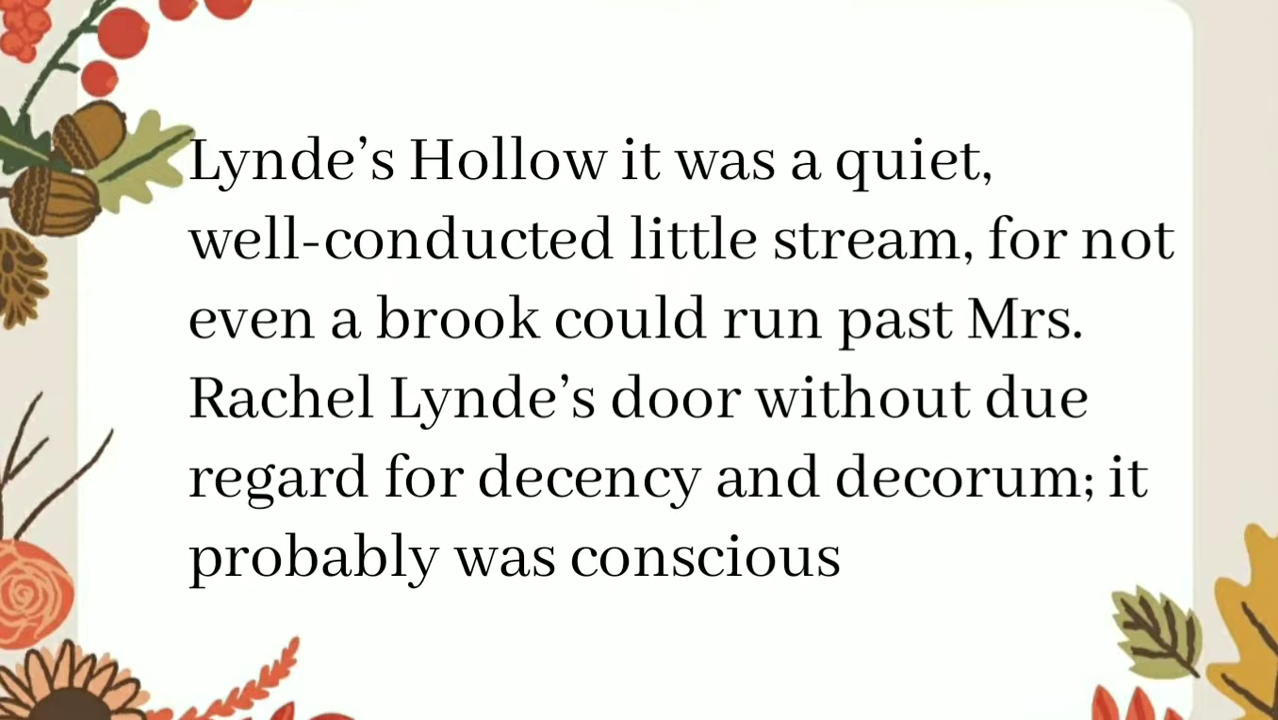 Lynde’s Hollow it was a quiet,
well-conducted little stream, for not
even a brook could run past Mrs.
Rachel Lynde’s door without due
regard for decency and decorum; it
probably was conscious